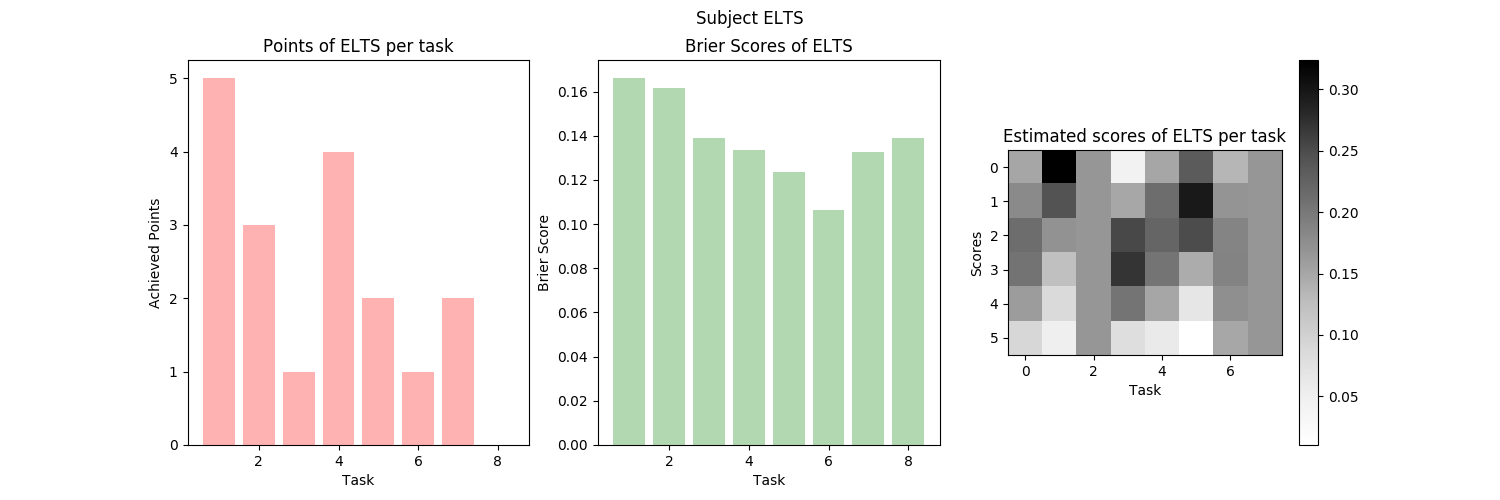 Subject ELTS
Points of ELTS per task
5
4
3
2
1
0
Achieved Points
2 4 6 8
Task
Brier Scores of ELTS
0.16
0.14
0.12
0.10
0.08
0.06
0.04
0.02
0.00
Brier Score
2 4 6 8
Task
Estimated scores of ELTS per task
0
1
2
3
4
5
Scores
0 2 4 6
Task
0.30
0.25
0.20
0.15
0.10
0.05